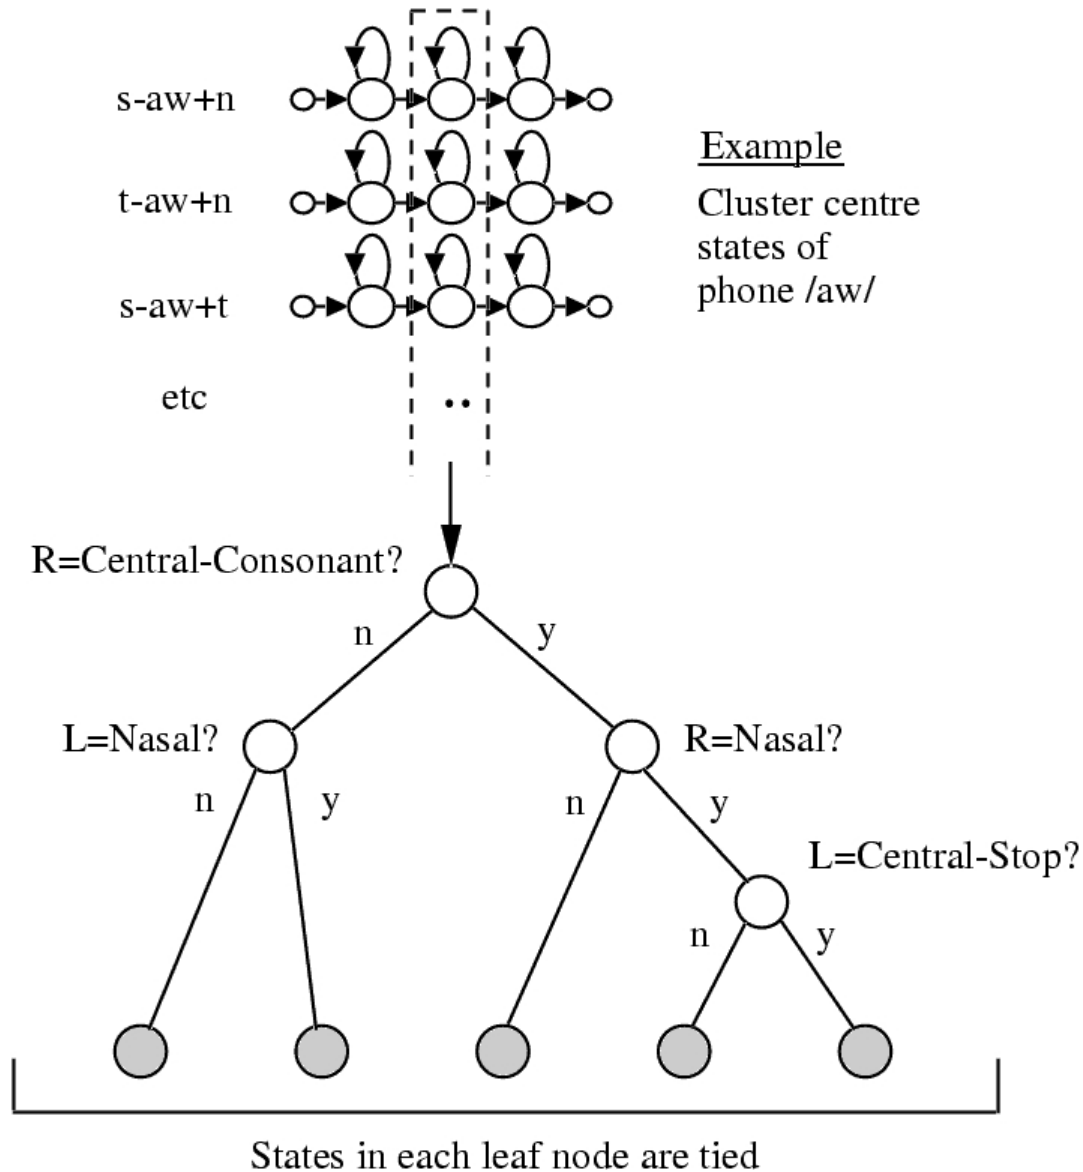 s-aw+n
t-aw+n
s-aw+t
etc
..
Example
Cluster centre
states of
phone /aw/
R=Central-Consonant?
n
y
L=Nasal?
R=Nasal?
n
y
n
y
L=Central-Stop?
n
y
States in each leaf node are tied